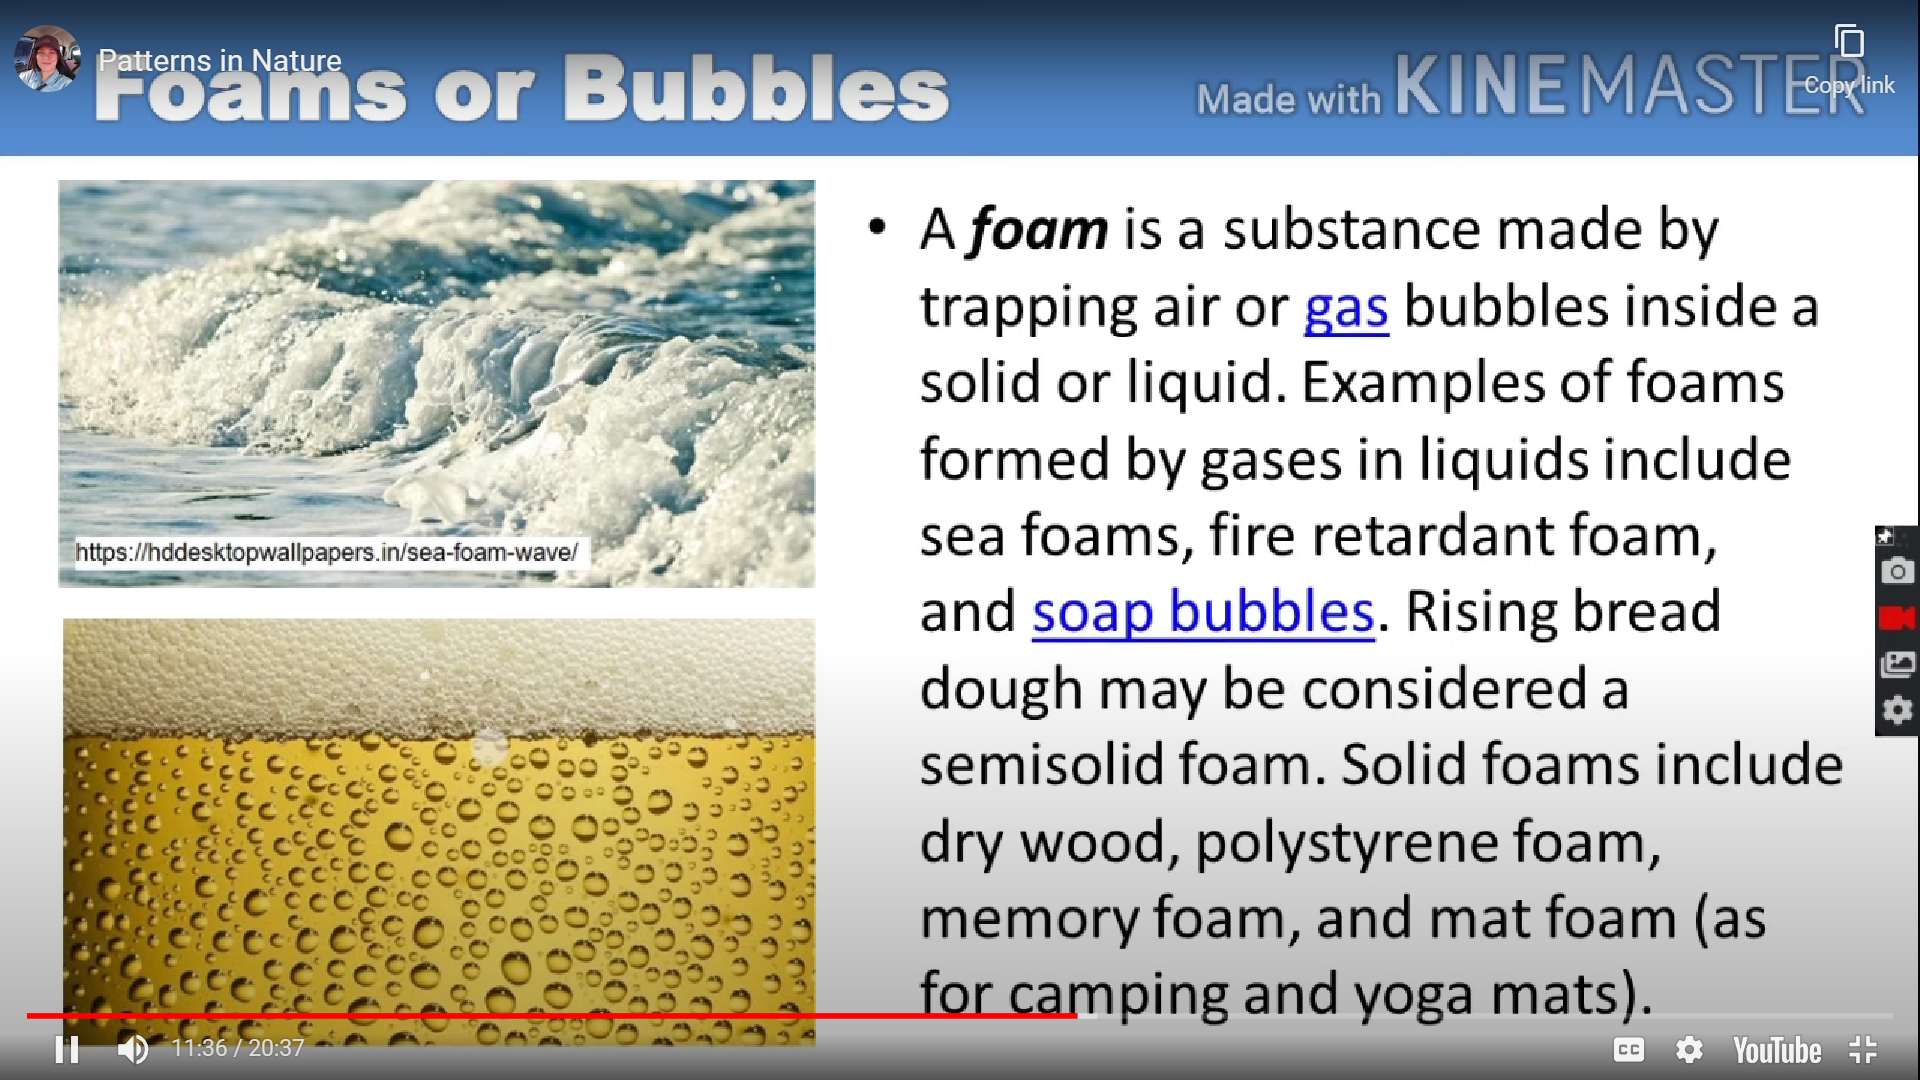 Patterns in Nature
Foams or Bubbles
Made with KINEMASTER
Copy link
• A foam is a substance made by
trapping air or gas bubbles inside a
solid or liquid. Examples of foams
formed by gases in liquids include
sea foams, fire retardant foam,
and soap bubbles. Rising bread
dough may be considered a
semisolid foam. Solid foams include
dry wood, polystyrene foam,
memory foam, and mat foam (as
for camping and yoga mats).
https://hddesktopwallpapers.in/sea-foam-wave/
11:36 / 20:37
CC
YouTube